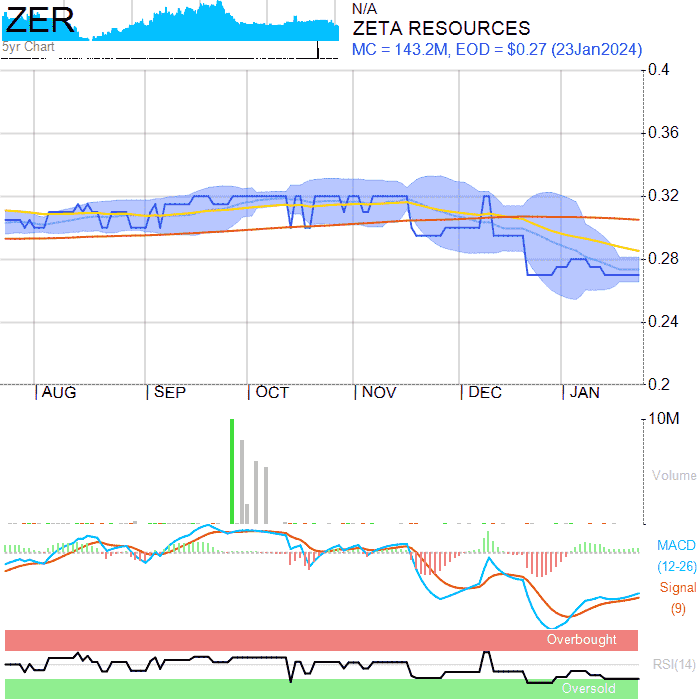 ZER
5yr Chart
N/A
ZETA RESOURCES
MC = 143.2M, EOD = $0.27 (23Jan2024)
0.4
0.36
0.32
0.28
0.24
0.2
AUG SEP OCT NOV DEC JAN
10M
Volume
MACD
(12-26)
Signal
(9)
Overbought
RSI(14)
Oversold